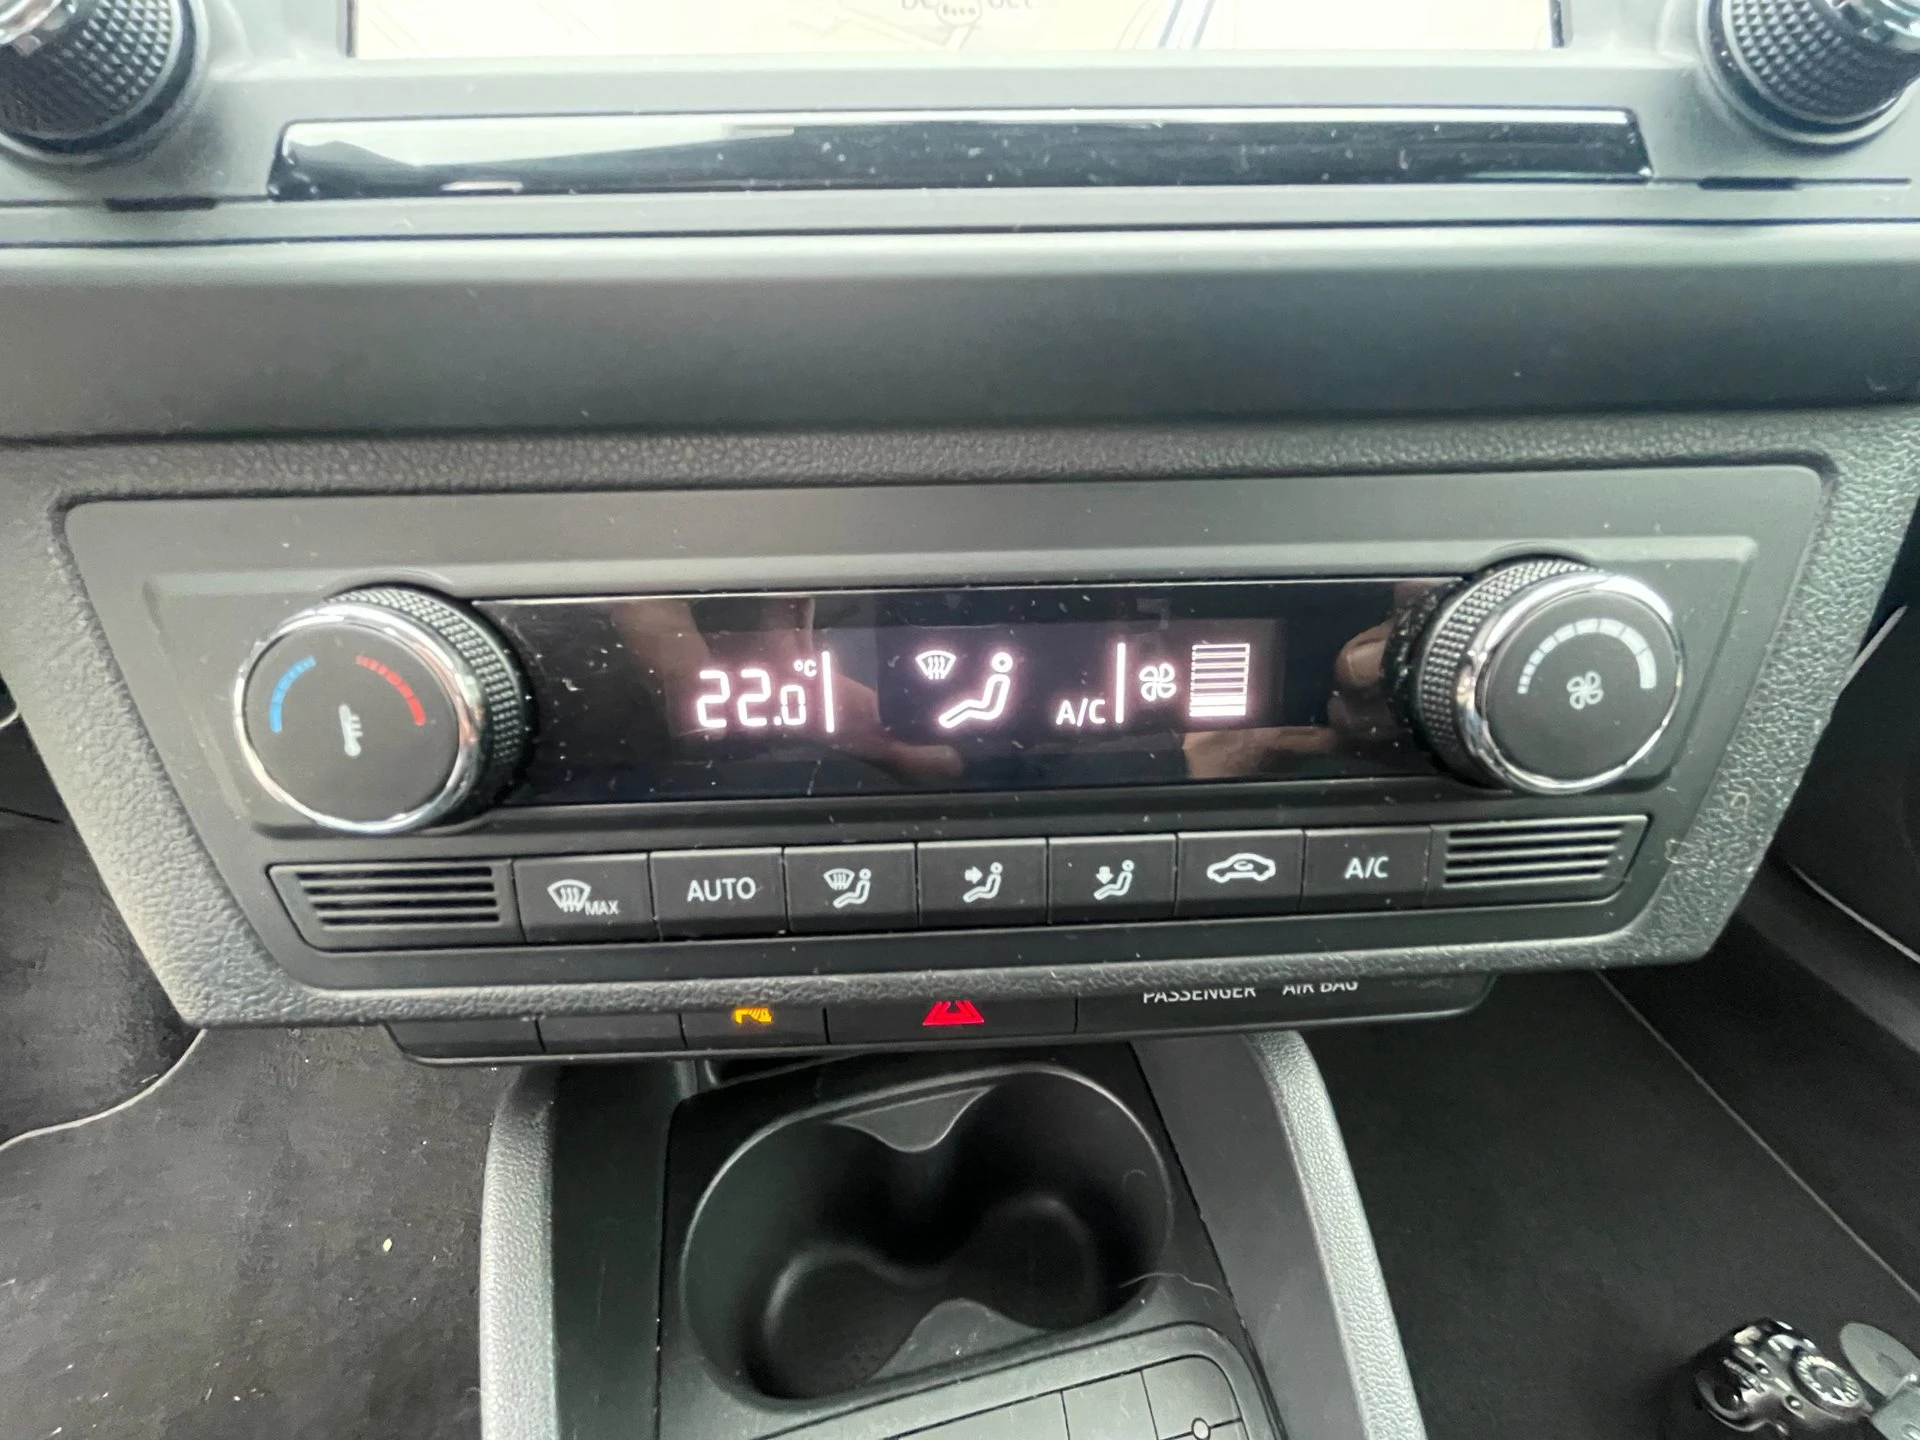 22.0 °C A/C
MAX AUTO A/C
PASSENGER AIR BAG